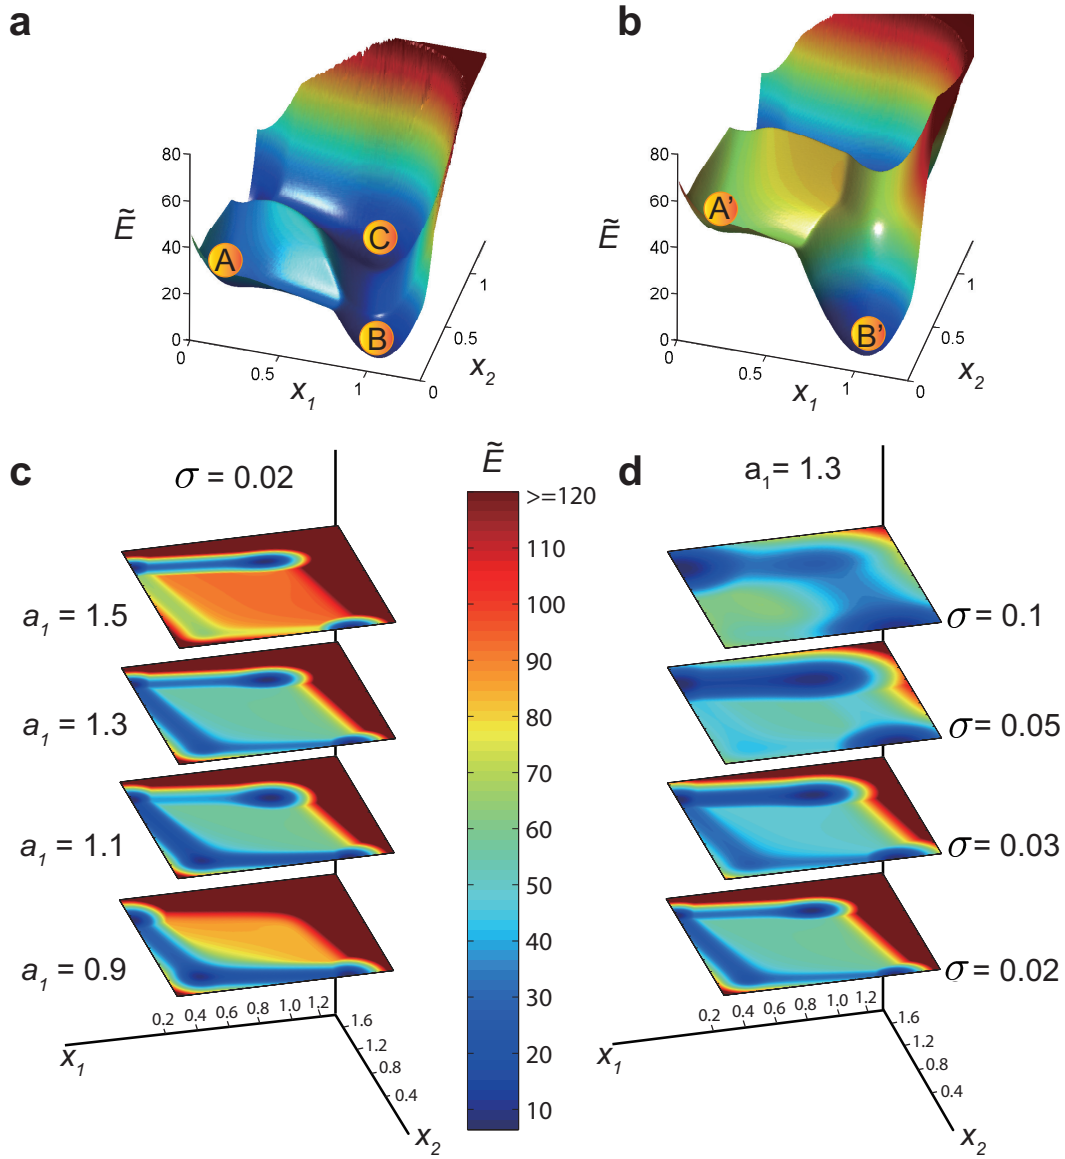 a
80
60
40
20
0
Ẽ
A
C
B
0
0.5
1
x1
0
0.5
1
x2
b
80
60
40
20
0
Ẽ
A'
B'
0
0.5
1
x1
0
0.5
1
x2
c
σ = 0.02
a1 = 1.5
a1 = 1.3
a1 = 1.1
a1 = 0.9
0.2 0.4 0.6 0.8 1.0 1.2
x1
1.6
1.2
0.8
0.4
x2
Ẽ
>=120
110
100
90
80
70
60
50
40
30
20
10
d
a1= 1.3
σ = 0.1
σ = 0.05
σ = 0.03
σ = 0.02
0.2 0.4 0.6 0.8 1.0 1.2
x1
1.6
1.2
0.8
0.4
x2